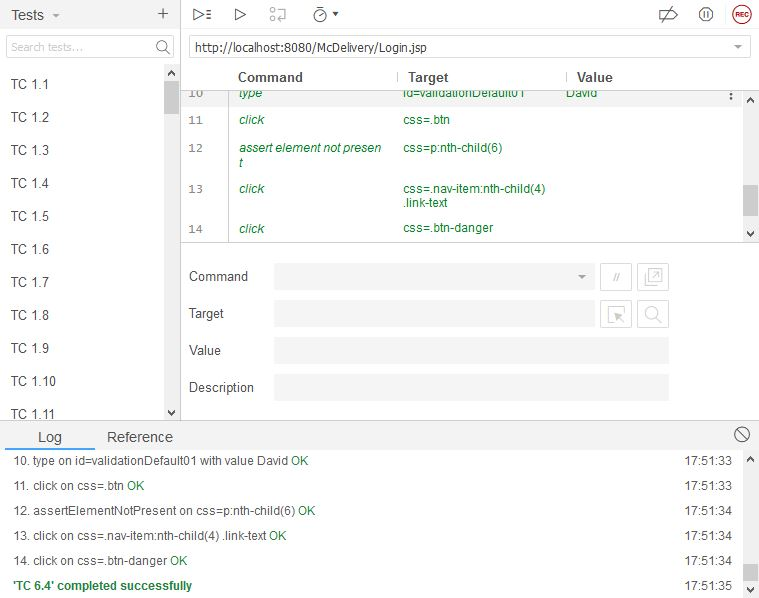 Tests
REC
Search tests...
http://localhost:8080/McDelivery/Login.jsp
Command Target Value
TC 1.1
TC 1.2
TC 1.3
TC 1.4
TC 1.5
TC 1.6
TC 1.7
TC 1.8
TC 1.9
TC 1.10
TC 1.11
10 type id=validationDefault01 David
11 click css=.btn
12 assert element not presen css=p:nth-child(6)
t
13 click css=.nav-item:nth-child(4)
.link-text
14 click css=.btn-danger
Command //
Target
Value
Description
Log Reference
10. type on id=validationDefault01 with value David OK 17:51:33
11. click on css=.btn OK 17:51:33
12. assertElementNotPresent on css=p:nth-child(6) OK 17:51:34
13. click on css=.nav-item:nth-child(4) .link-text OK 17:51:34
14. click on css=.btn-danger OK 17:51:34
'TC 6.4' completed successfully 17:51:35